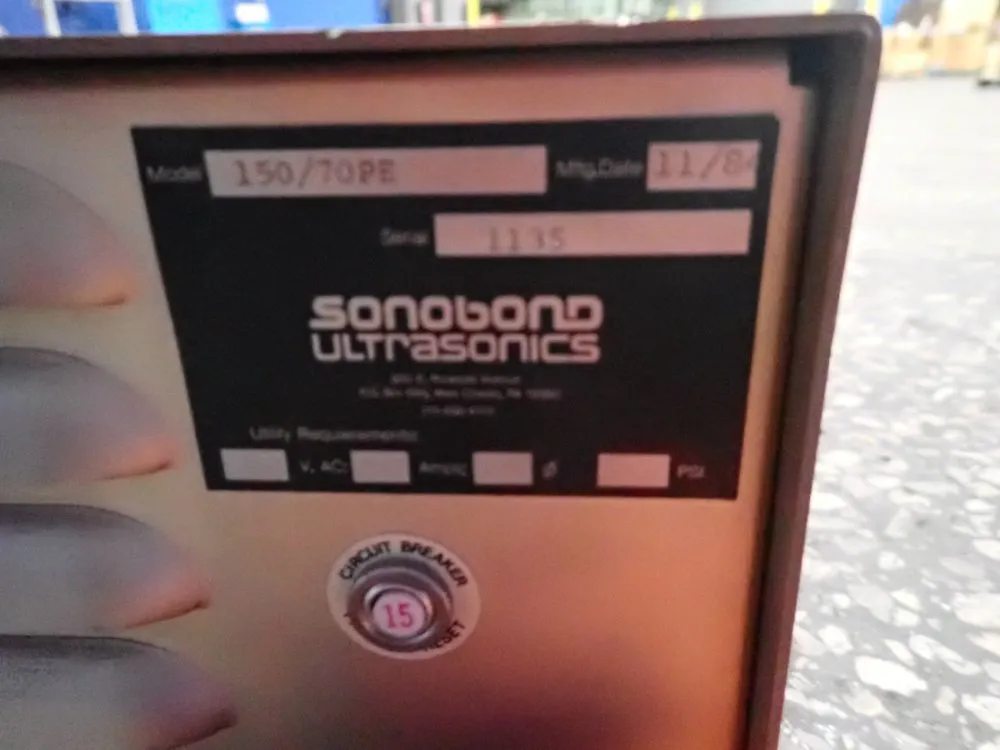 Model 150/70PE Mfg.Date 11/84
Serial 1135
SONOBOND
ULTRASONICS
Utility Requirements:
V. AC: Amps: ø PSI
CIRCUIT BREAKER
15
RESET